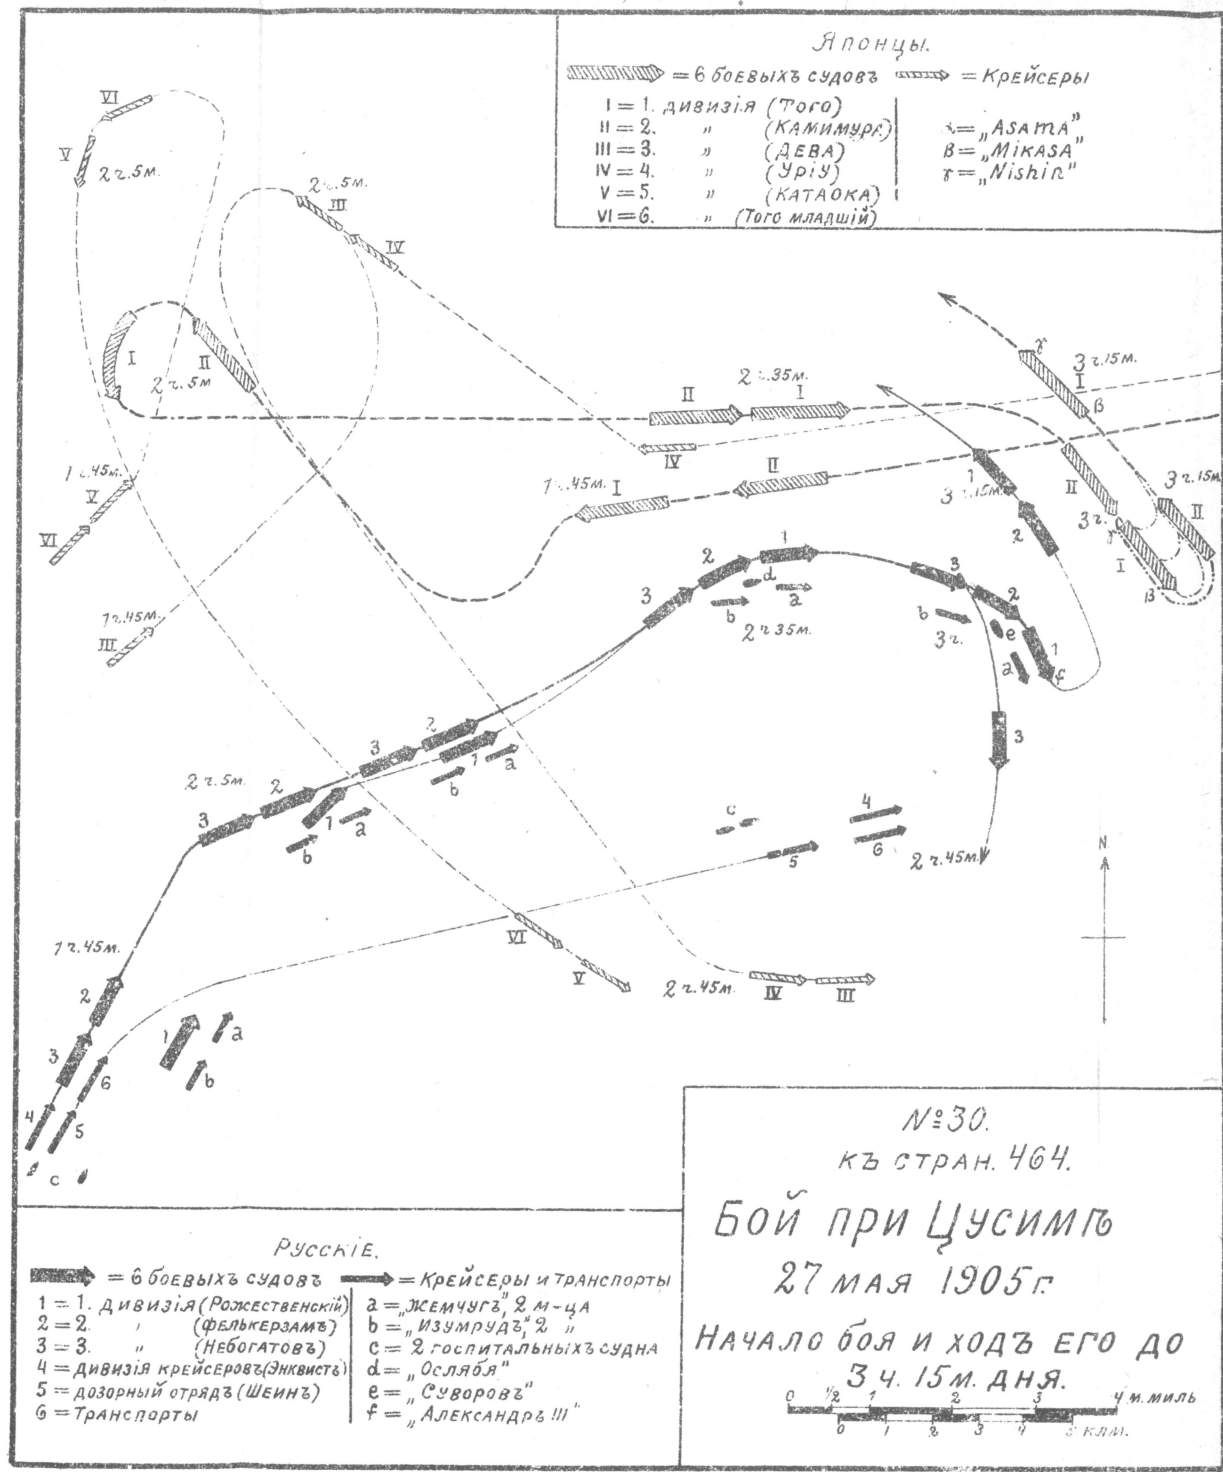 Японцы.
= 6 боевыхъ судовъ = Крейсеры
I = 1. дивизія (Того)
II = 2. „ (Камимура)
III = 3. „ (Дева)
IV = 4. „ (Уріу)
V = 5. „ (Катаока)
VI = 6. „ (Того младшій)
α = „Asama"
β = „Mikasa"
γ = „Nishin"
VI
V
2 ч. 5 м.
2 ч. 5 м.
III
IV
I
II
2 ч. 5 м
2 ч. 35 м.
II
I
γ
3 ч. 15 м.
I
β
IV
1 ч. 45 м.
V
VI
1 ч. 45 м.
I
II
1
3 ч. 15 м.
2
II
3 ч.
γ
I
β
3 ч. 15 м.
II
1 ч. 45 м.
III
3
2
1
d
b
a
2 ч 35 м.
3
2
b
3 ч.
e
1
a
f
3
2 ч. 5 м.
3
2
1
b
a
3
2
1
b
a
c
4
5
6
2 ч. 45 м.
N
VI
V
2 ч. 45 м.
IV
III
1 ч. 45 м.
2
3
1
a
b
6
4
5
c
№ 30.
къ стран. 464.
Бой при Цусимѣ
27 мая 1905 г.
Начало боя и ходъ его до
3 ч. 15 м. дня.
0 1/2 1 2 3 4 м. миль
0 1 2 3 4 5 клм.
Русскіе.
= 6 боевыхъ судовъ = Крейсеры и транспорты
1 = 1. дивизія (Рожественскій)
2 = 2. „ (Фелькерзамъ)
3 = 3. „ (Небогатовъ)
4 = дивизія крейсеровъ (Энквистъ)
5 = дозорный отрядъ (Шеинъ)
6 = Транспорты
a = „Жемчугъ", 2 м-ца
b = „Изумрудъ", 2 „
c = 2 госпитальныхъ судна
d = „Ослябя"
e = „Суворовъ"
f = „Александръ III"